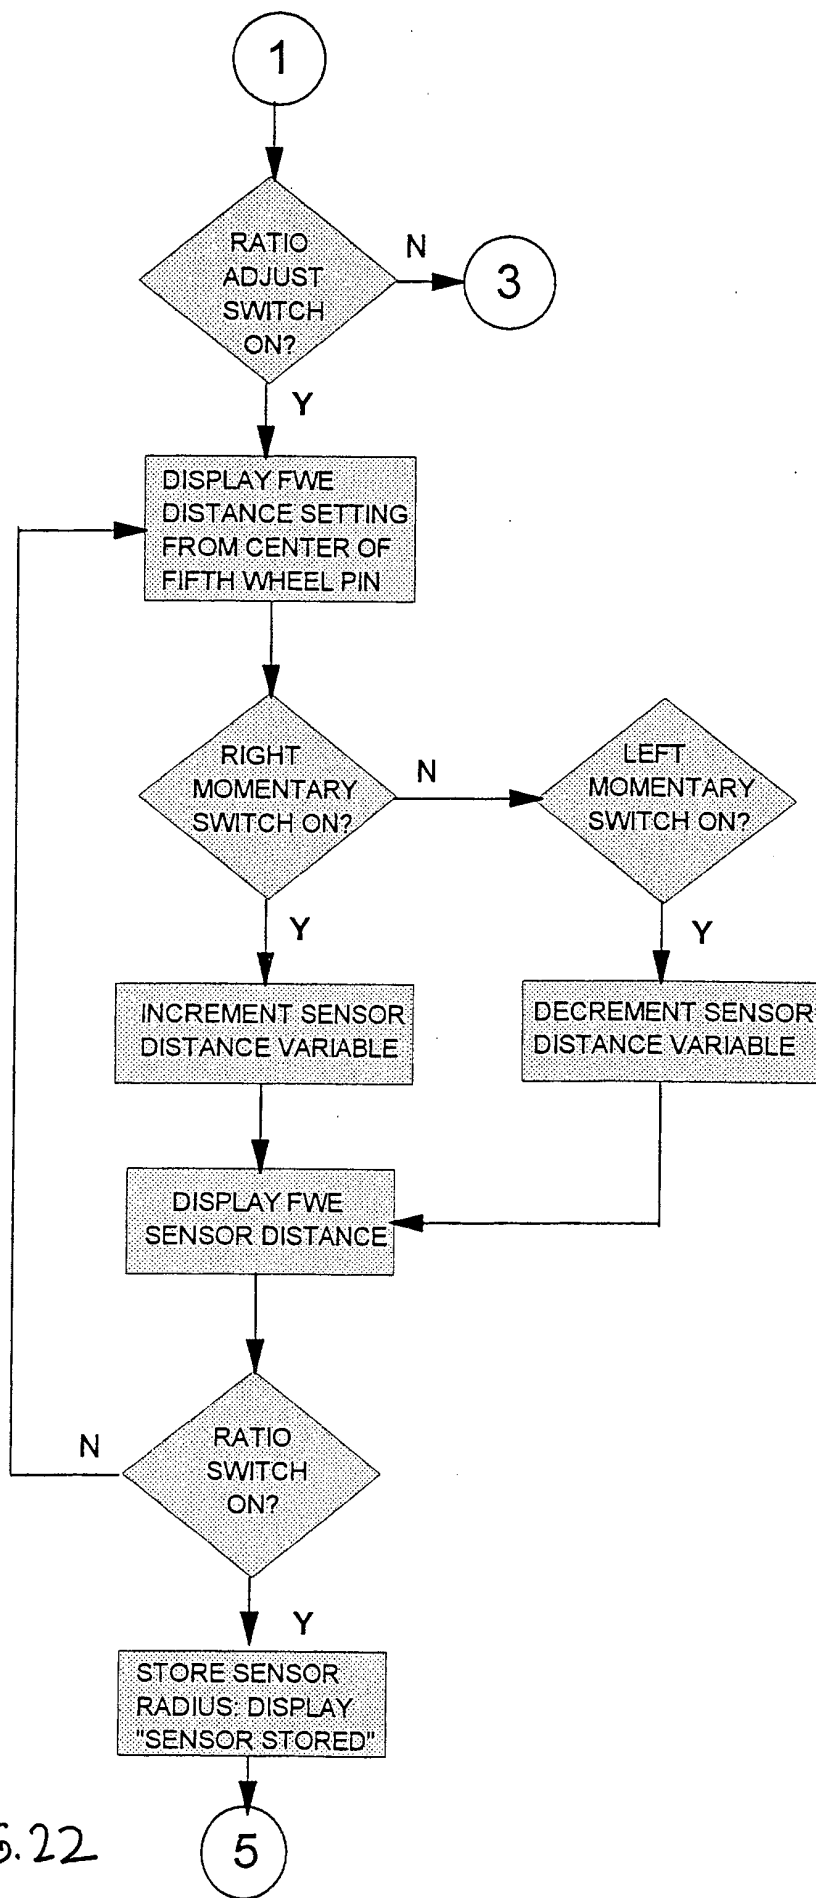 1
RATIO
ADJUST
SWITCH
ON?
N
3
Y
DISPLAY FWE
DISTANCE SETTING
FROM CENTER OF
FIFTH WHEEL PIN
RIGHT
MOMENTARY
SWITCH ON?
N
LEFT
MOMENTARY
SWITCH ON?
Y
Y
INCREMENT SENSOR
DISTANCE VARIABLE
DECREMENT SENSOR
DISTANCE VARIABLE
DISPLAY FWE
SENSOR DISTANCE
N
RATIO
SWITCH
ON?
Y
STORE SENSOR
RADIUS: DISPLAY
"SENSOR STORED"
5
.22